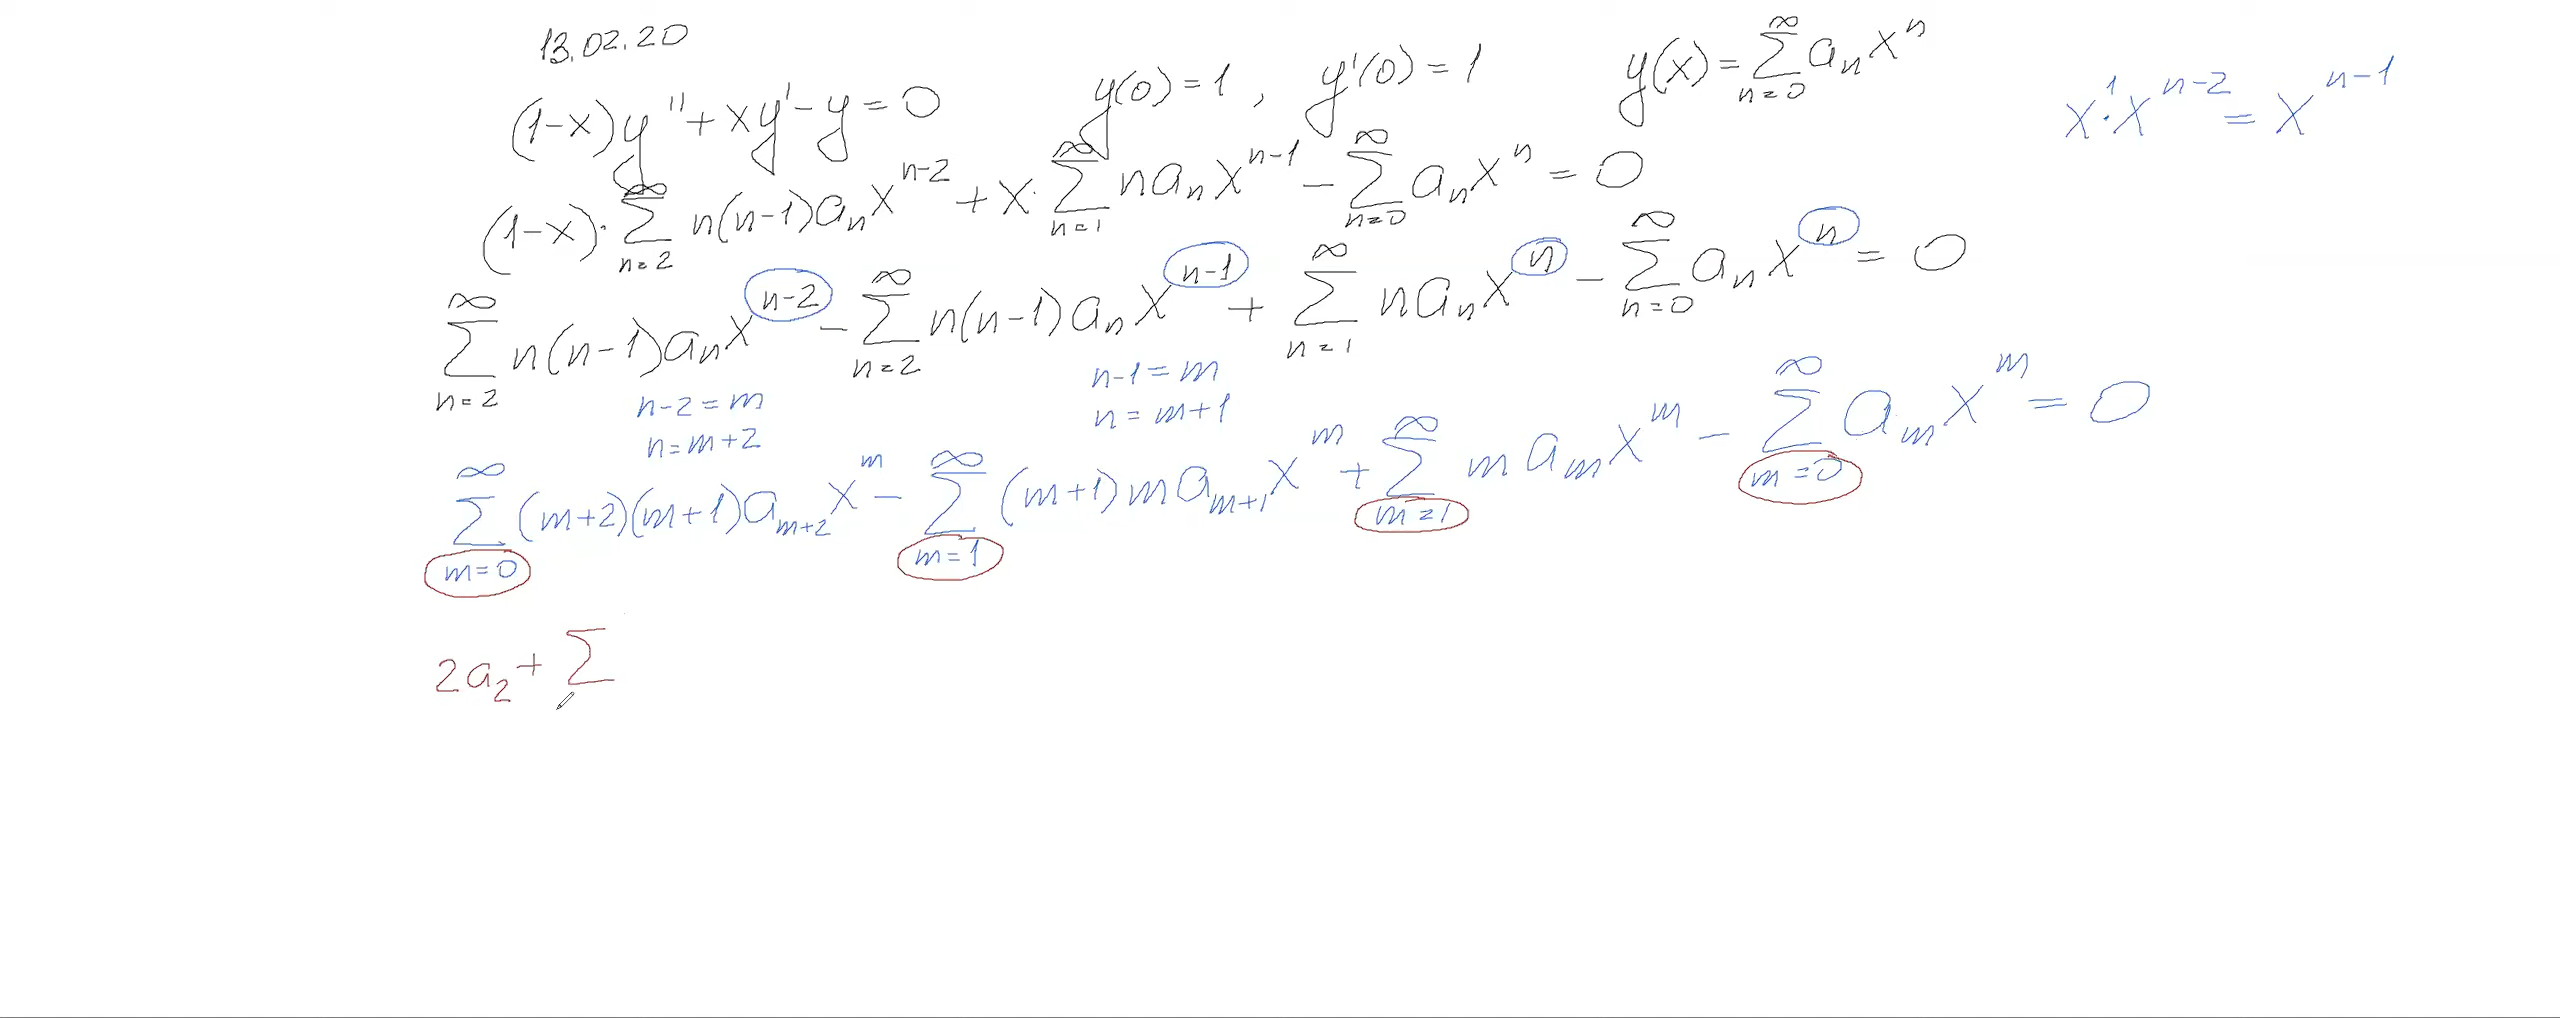 13.02.20
(1-x)y'' + xy' - y = 0    y(0) = 1 , y'(0) = 1    y(x) = ∑_{n=0}^{∞} a_n x^n    x^1 · x^{n-2} = x^{n-1}
(1-x) · ∑_{n=2}^{∞} n(n-1)a_n x^{n-2} + x · ∑_{n=1}^{∞} n a_n x^{n-1} - ∑_{n=0}^{∞} a_n x^n = 0
∑_{n=2}^{∞} n(n-1)a_n x^{n-2} - ∑_{n=2}^{∞} n(n-1)a_n x^{n-1} + ∑_{n=1}^{∞} n a_n x^n - ∑_{n=0}^{∞} a_n x^n = 0
n-2 = m    n-1 = m
n = m+2    n = m+1
∑_{m=0}^{∞} (m+2)(m+1)a_{m+2} x^m - ∑_{m=1}^{∞} (m+1)m a_{m+1} x^m + ∑_{m=1}^{∞} m a_m x^m - ∑_{m=0}^{∞} a_m x^m = 0
2a_2 + ∑